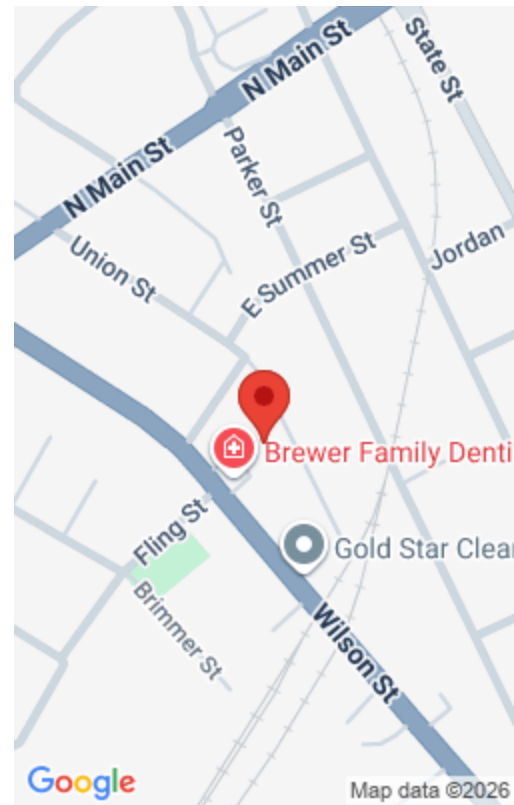 N Main St
State St
N Main St
Parker St
Union St
E Summer St
Jordan
Brewer Family Denti
Gold Star Clear
Fling St
Brimmer St
Wilson St
Google
Map data ©2026